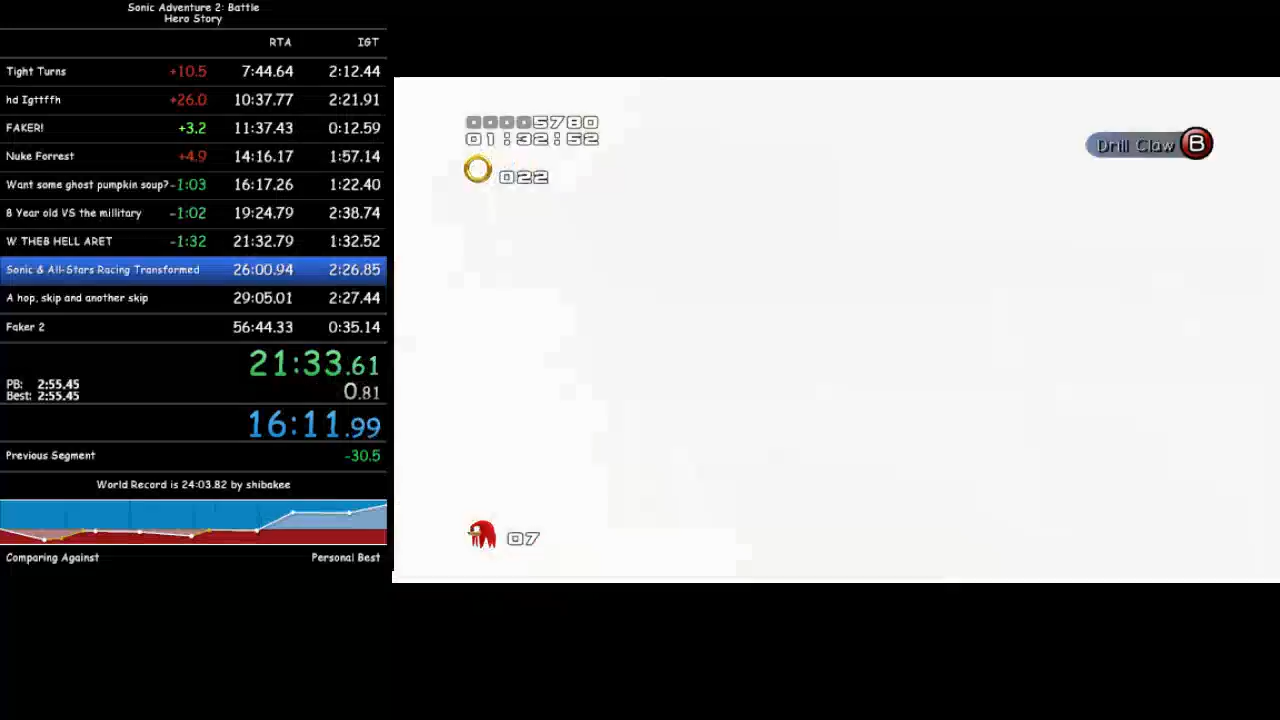 Sonic Adventure 2: Battle
Hero Story
RTA IGT
Tight Turns +10.5 7:44.64 2:12.44
hd Igttffh +26.0 10:37.77 2:21.91
FAKER! +3.2 11:37.43 0:12.59
Nuke Forrest +4.9 14:16.17 1:57.14
Want some ghost pumpkin soup? -1:03 16:17.26 1:22.40
8 Year old VS the millitary -1:02 19:24.79 2:38.74
W THEB HELL ARET -1:32 21:32.79 1:32.52
Sonic & All-Stars Racing Transformed 26:00.94 2:26.85
A hop, skip and another skip 29:05.01 2:27.44
Faker 2 56:44.33 0:35.14
21:33.61
PB: 2:55.45
Best: 2:55.45
0.81
16:11.99
Previous Segment -30.5
World Record is 24:03.82 by shibakee
Comparing Against Personal Best
00005780
01:32:52
022
Drill Claw B
07